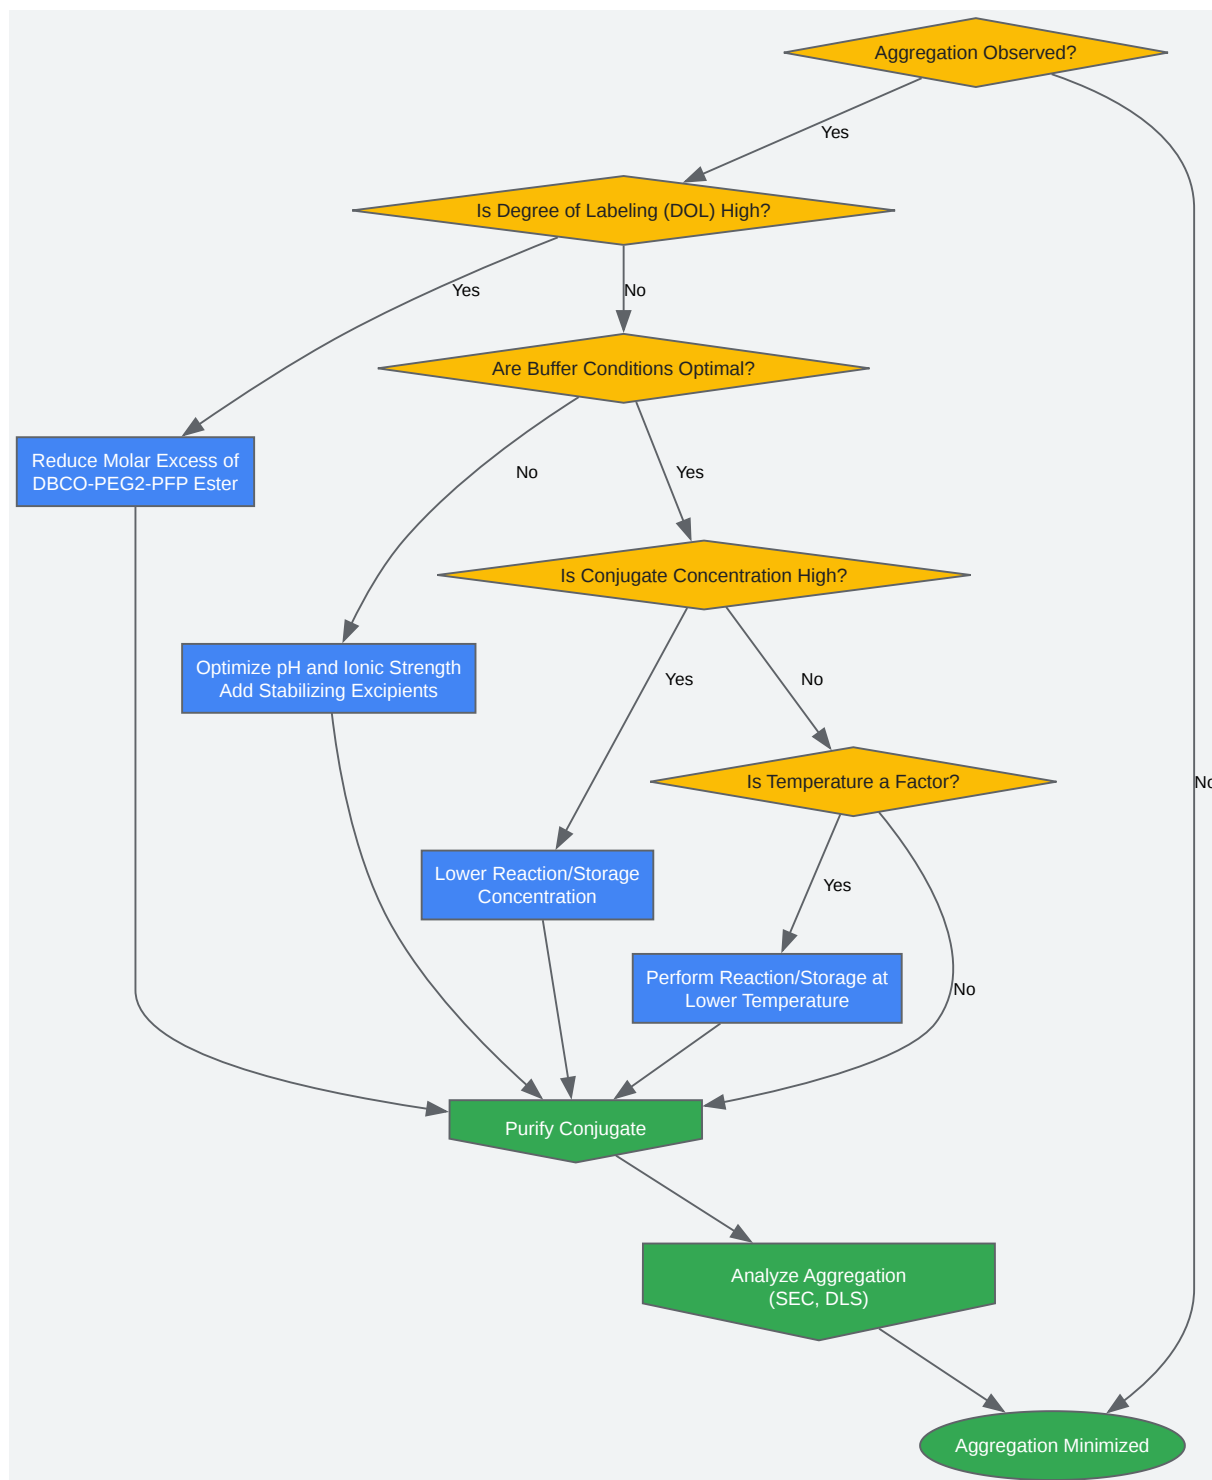 Aggregation Observed?
Yes
Is Degree of Labeling (DOL) High?
Yes
No
Are Buffer Conditions Optimal?
Reduce Molar Excess of
DBCO-PEG2-PFP Ester
No
Yes
Is Conjugate Concentration High?
Optimize pH and Ionic Strength
Add Stabilizing Excipients
Yes
No
Is Temperature a Factor?
No
Lower Reaction/Storage
Concentration
Yes
Perform Reaction/Storage at
Lower Temperature
No
Purify Conjugate
Analyze Aggregation
(SEC, DLS)
Aggregation Minimized